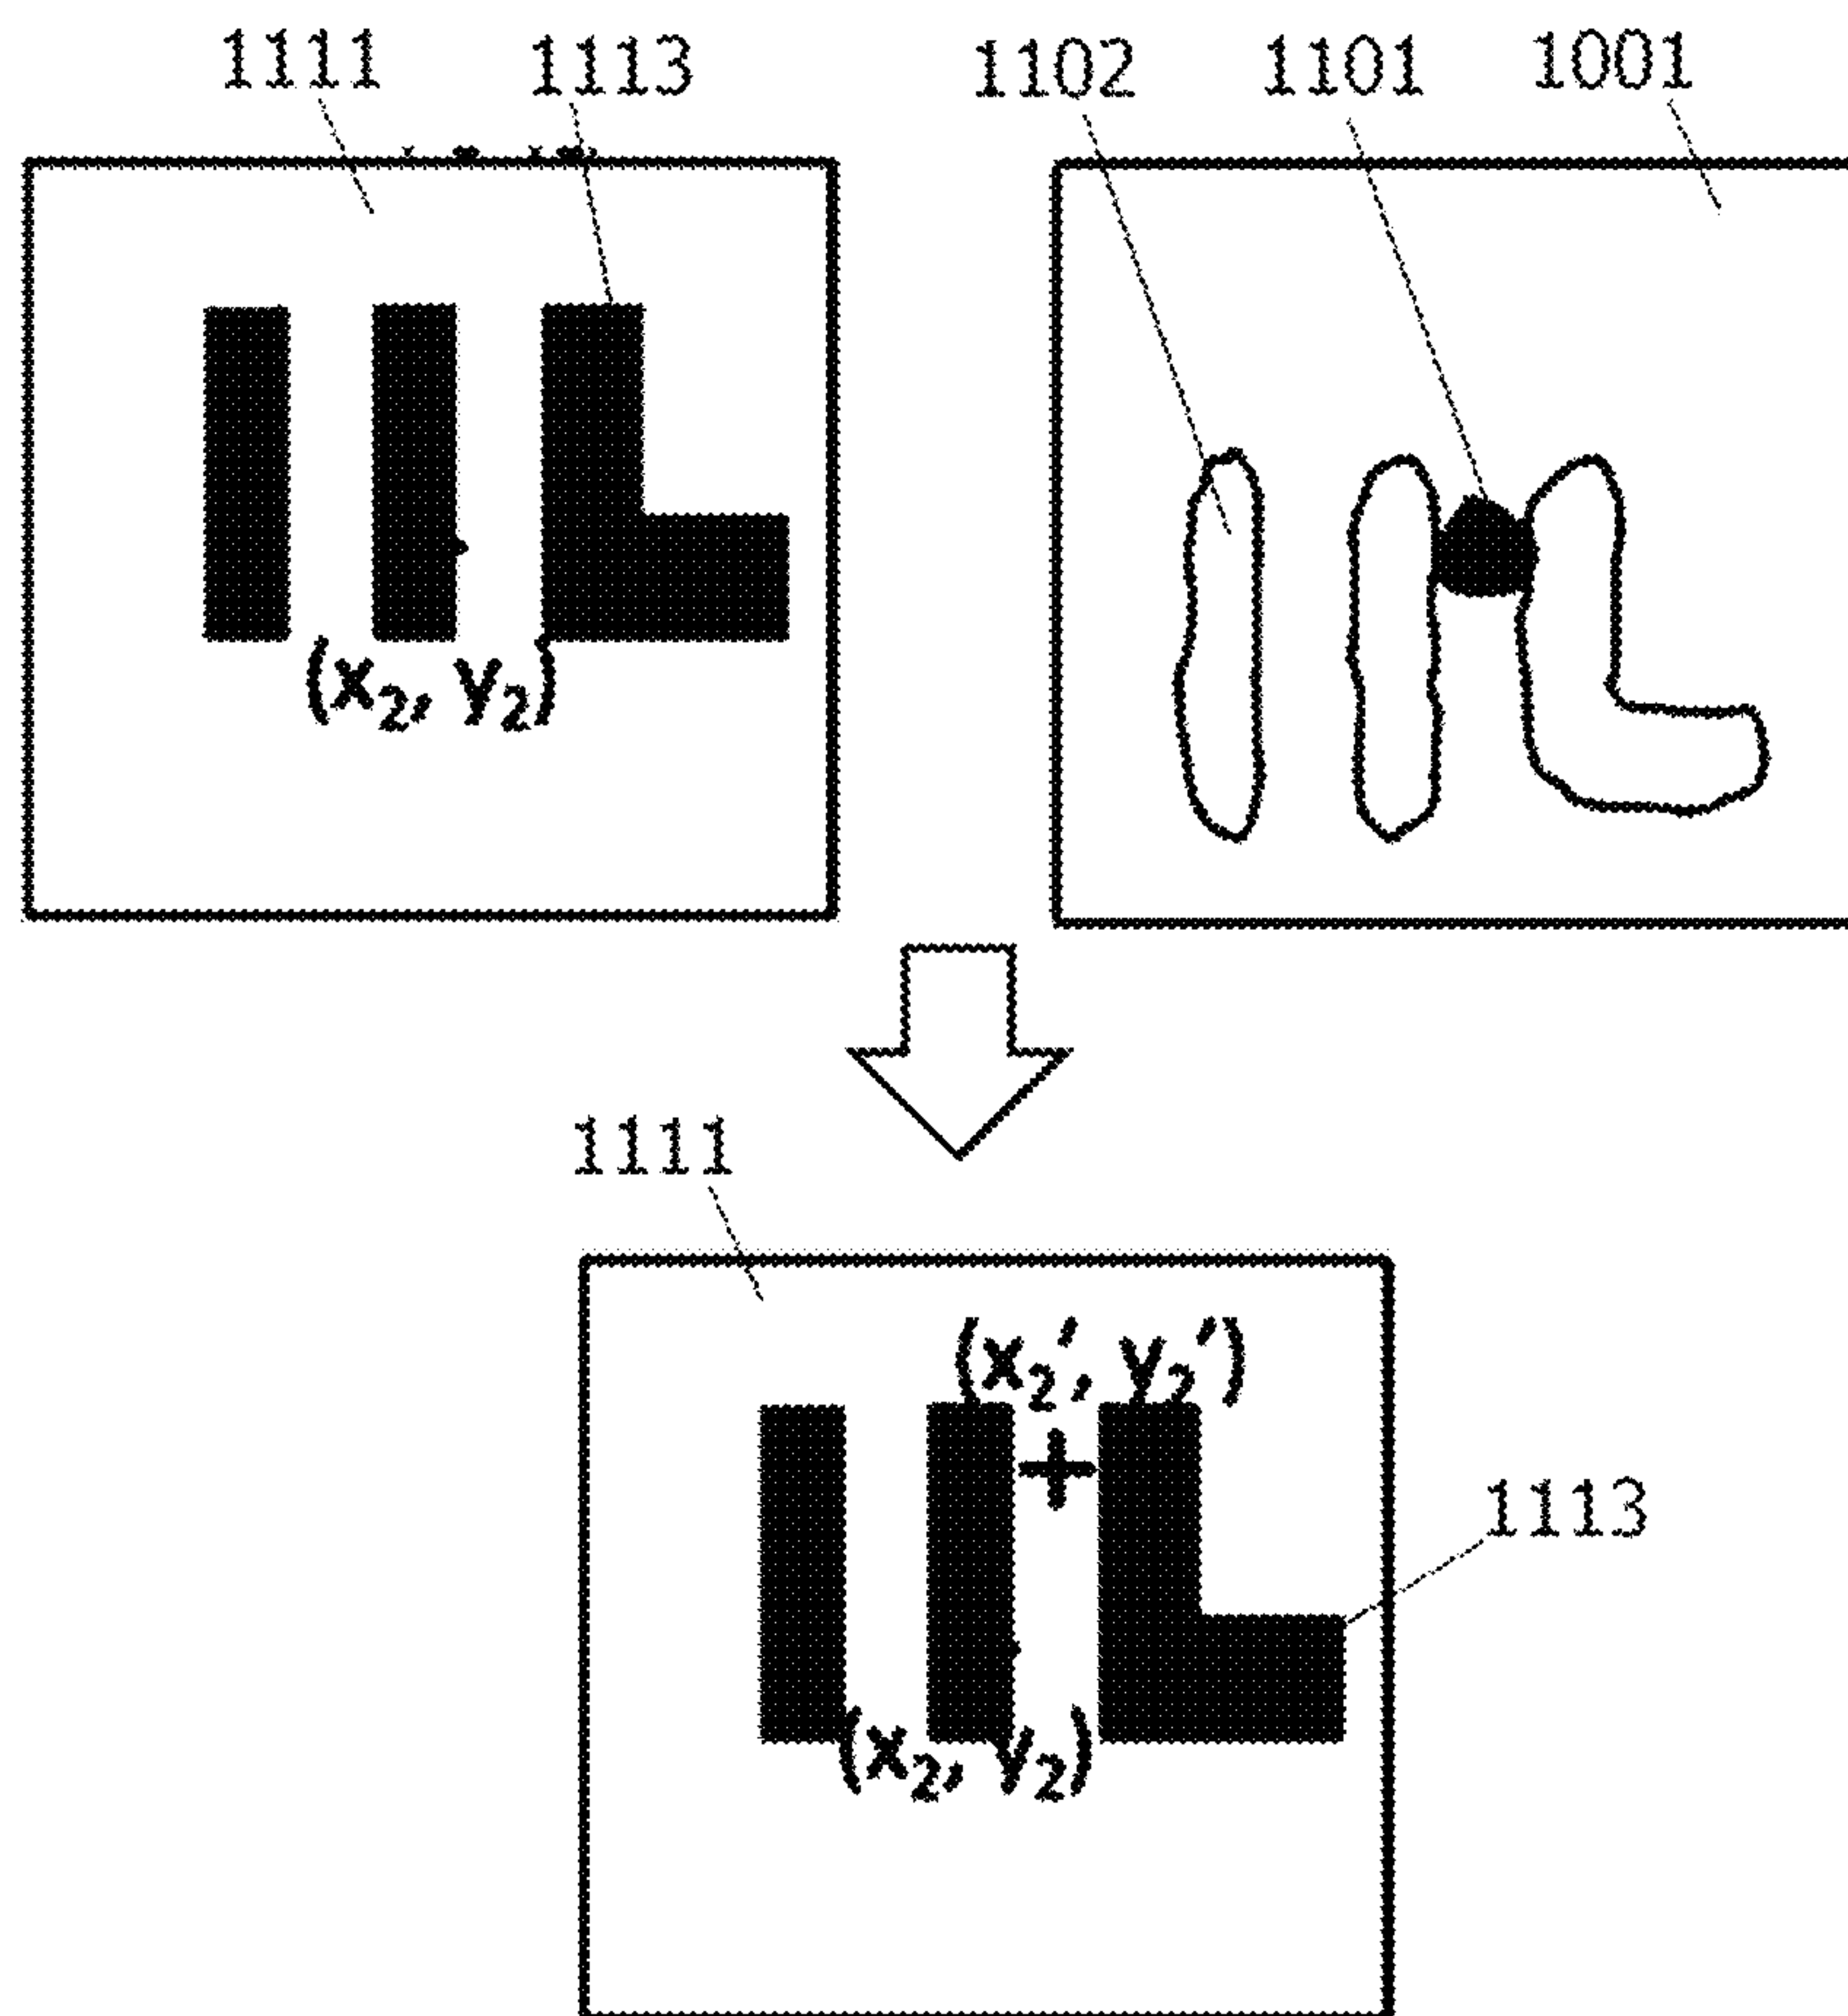 1111 1113 1102 1101 1001
(x₂, y₂)
1111
(x₂′, y₂′)
1113
(x₂, y₂)